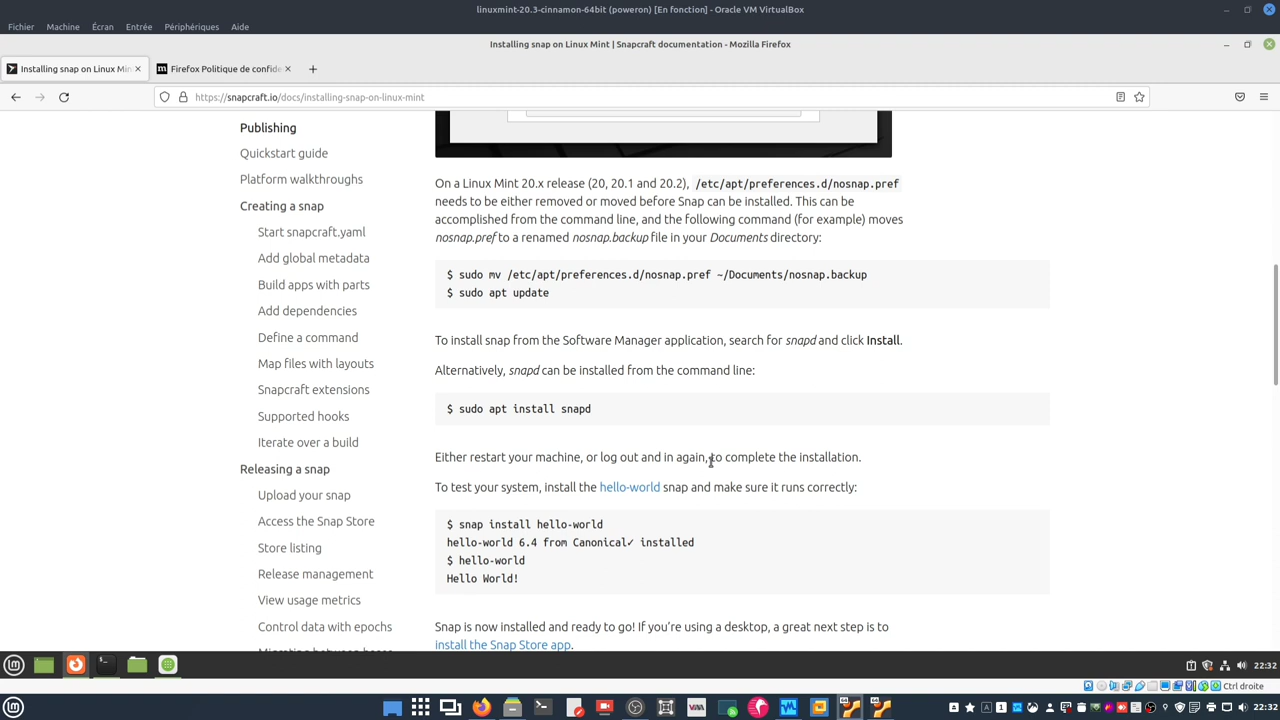 linuxmint-20.3-cinnamon-64bit (poweron) [En fonction] - Oracle VM VirtualBox
Fichier Machine Écran Entrée Périphériques Aide
Installing snap on Linux Mint | Snapcraft documentation - Mozilla Firefox
Installing snap on Linux Min
Firefox Politique de confide
https://snapcraft.io/docs/installing-snap-on-linux-mint
Publishing
Quickstart guide
Platform walkthroughs
Creating a snap
Start snapcraft.yaml
Add global metadata
Build apps with parts
Add dependencies
Define a command
Map files with layouts
Snapcraft extensions
Supported hooks
Iterate over a build
Releasing a snap
Upload your snap
Access the Snap Store
Store listing
Release management
View usage metrics
Control data with epochs
Migrating between bases
On a Linux Mint 20.x release (20, 20.1 and 20.2), /etc/apt/preferences.d/nosnap.pref
needs to be either removed or moved before Snap can be installed. This can be
accomplished from the command line, and the following command (for example) moves
nosnap.pref to a renamed nosnap.backup file in your Documents directory:
$ sudo mv /etc/apt/preferences.d/nosnap.pref ~/Documents/nosnap.backup
$ sudo apt update
To install snap from the Software Manager application, search for snapd and click Install.
Alternatively, snapd can be installed from the command line:
$ sudo apt install snapd
Either restart your machine, or log out and in again, to complete the installation.
To test your system, install the hello-world snap and make sure it runs correctly:
$ snap install hello-world
hello-world 6.4 from Canonical✓ installed
$ hello-world
Hello World!
Snap is now installed and ready to go! If you're using a desktop, a great next step is to
install the Snap Store app.
22:32
Ctrl droite
22:32